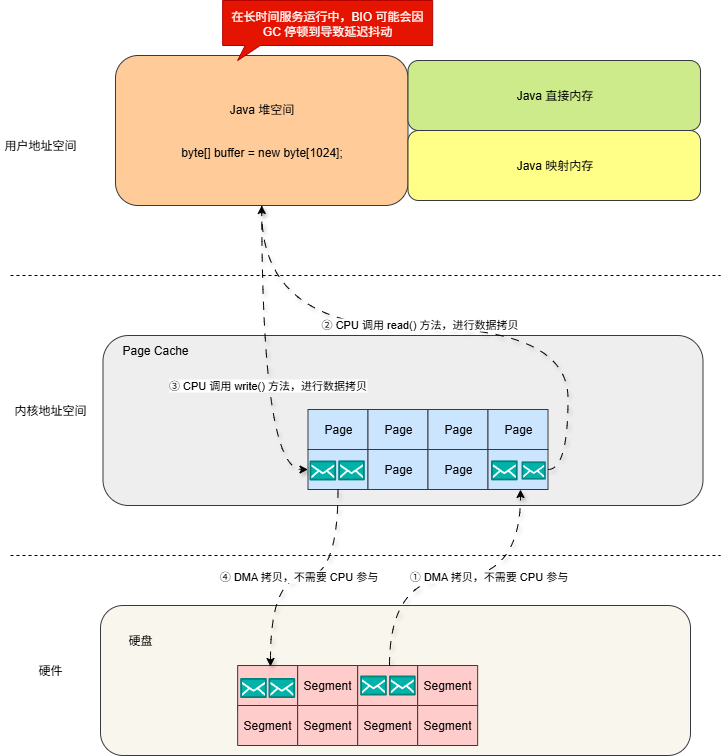 在长时间服务运行中，BIO 可能会因
GC 停顿到导致延迟抖动
Java 堆空间
byte[] buffer = new byte[1024];
Java 直接内存
Java 映射内存
用户地址空间
② CPU 调用 read() 方法，进行数据拷贝
Page Cache
③ CPU 调用 write() 方法，进行数据拷贝
内核地址空间
Page Page Page Page
Page Page
④ DMA 拷贝，不需要 CPU 参与
① DMA 拷贝，不需要 CPU 参与
硬盘
硬件
Segment Segment
Segment Segment Segment Segment